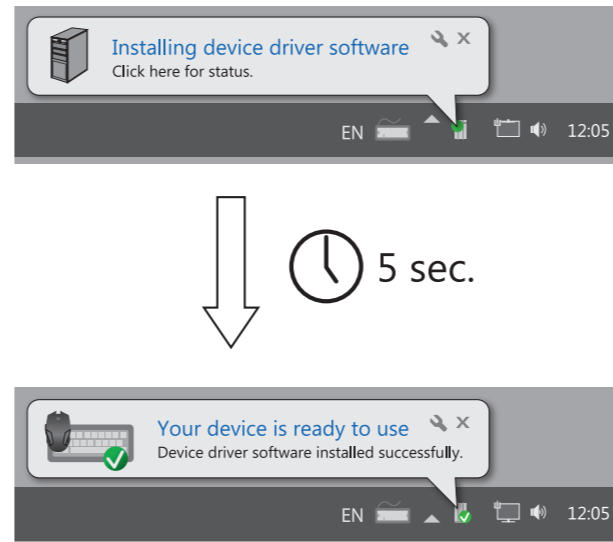 Installing device driver software
Click here for status.
EN 12:05
5 sec.
Your device is ready to use
Device driver software installed successfully.
EN 12:05